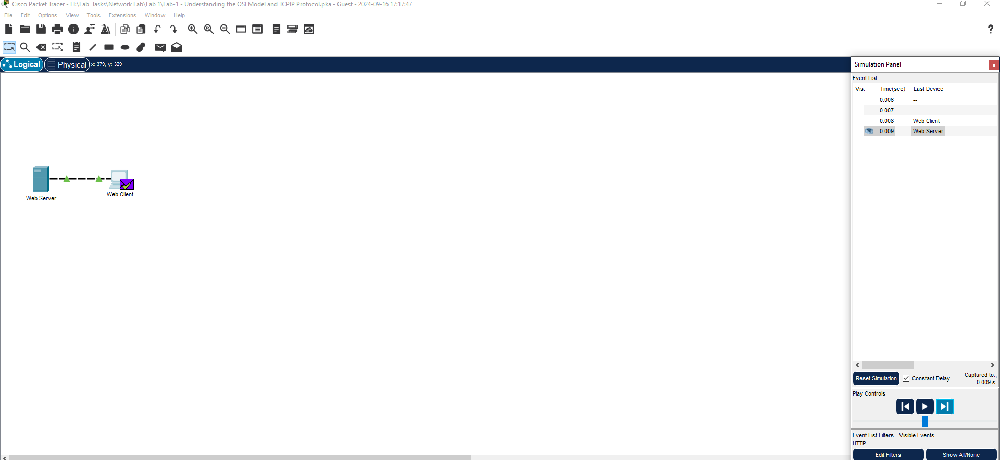 Cisco Packet Tracer - H:\Lab_Tasks\Network Lab\Lab 1\Lab-1 - Understanding the OSI Model and TCPIP Protocol.pka - Guest - 2024-09-16 17:17:47
File Edit Options View Tools Extensions Window Help
?
Logical Physical x: 379, y: 329
Simulation Panel x
Event List
Vis. Time(sec) Last Device
0.006 --
0.007 --
0.008 Web Client
0.009 Web Server
Web Server
Web Client
Reset Simulation Constant Delay Captured to:
0.009 s
Play Controls
Event List Filters - Visible Events
HTTP
Edit Filters Show All/None